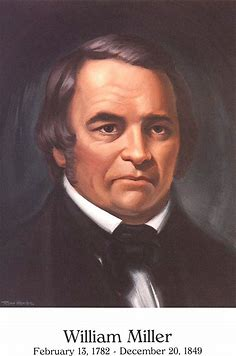 William Miller
February 13, 1782 - December 20, 1849